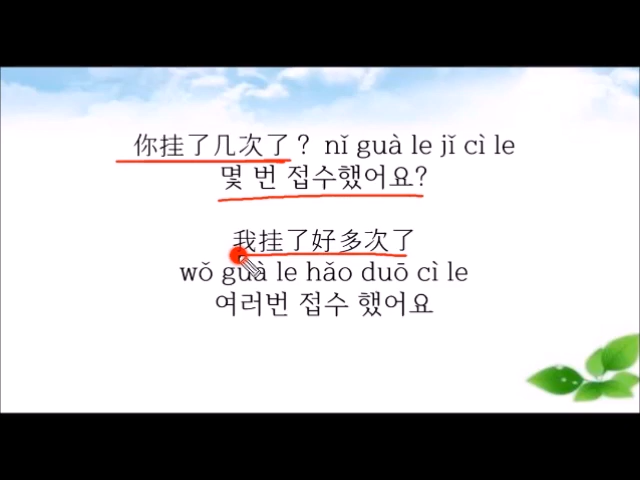 你挂了几次了？nǐ guà le jǐ cì le
몇 번 접수했어요?
我挂了好多次了
wǒ guà le hǎo duō cì le
여러번 접수 했어요